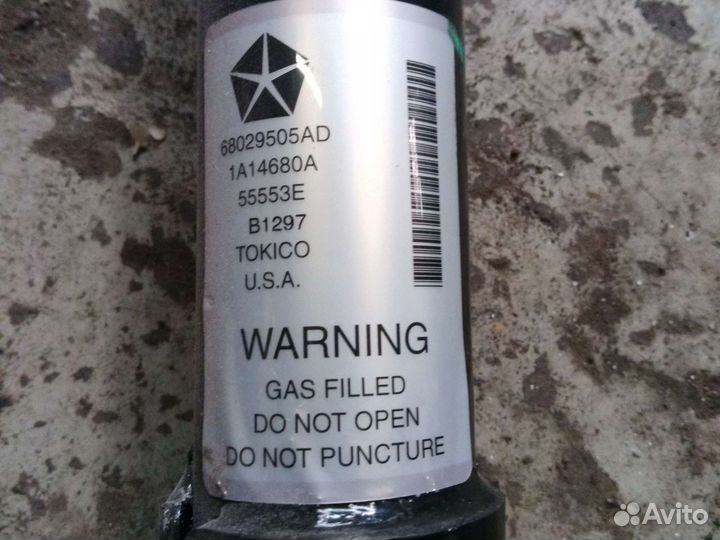 68029505AD
1A14680A
55553E
B1297
TOKICO
U.S.A.
WARNING
GAS FILLED
DO NOT OPEN
DO NOT PUNCTURE
Avito